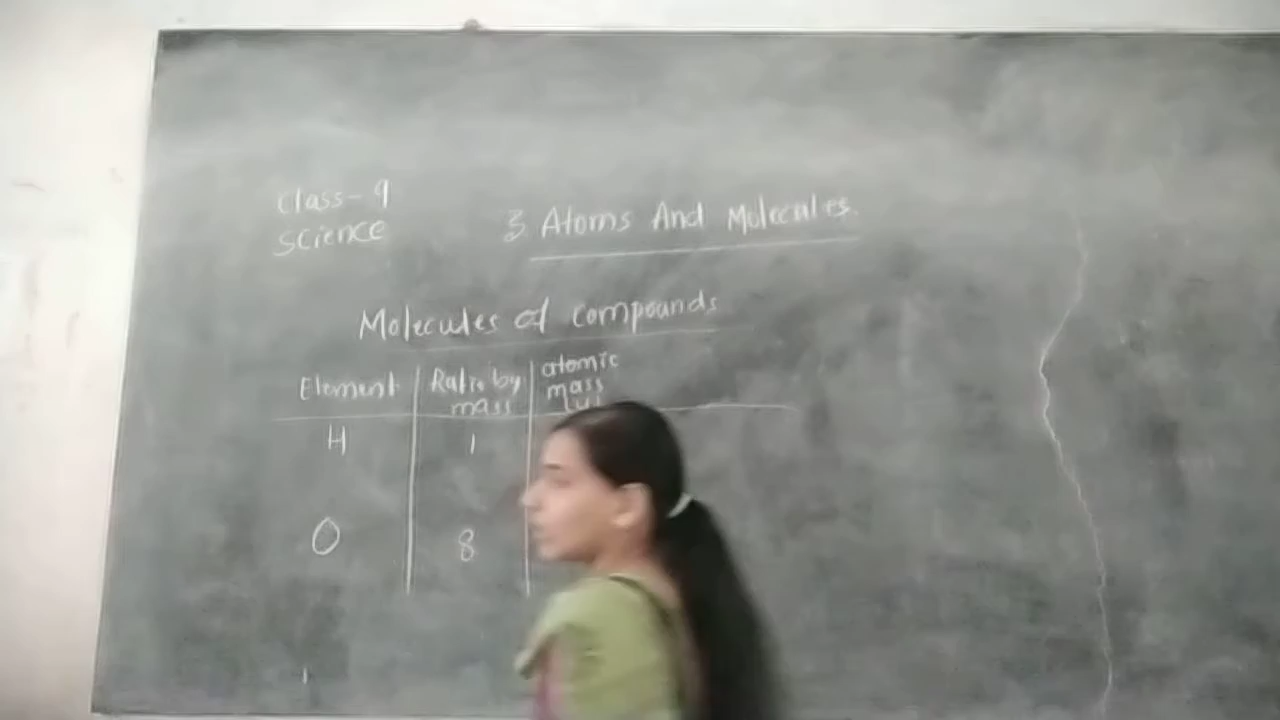 Class-9
Science
3. Atoms And Molecules.
Molecules of compounds
Element
Ratio by
mass
atomic
mass
H
1
O
8